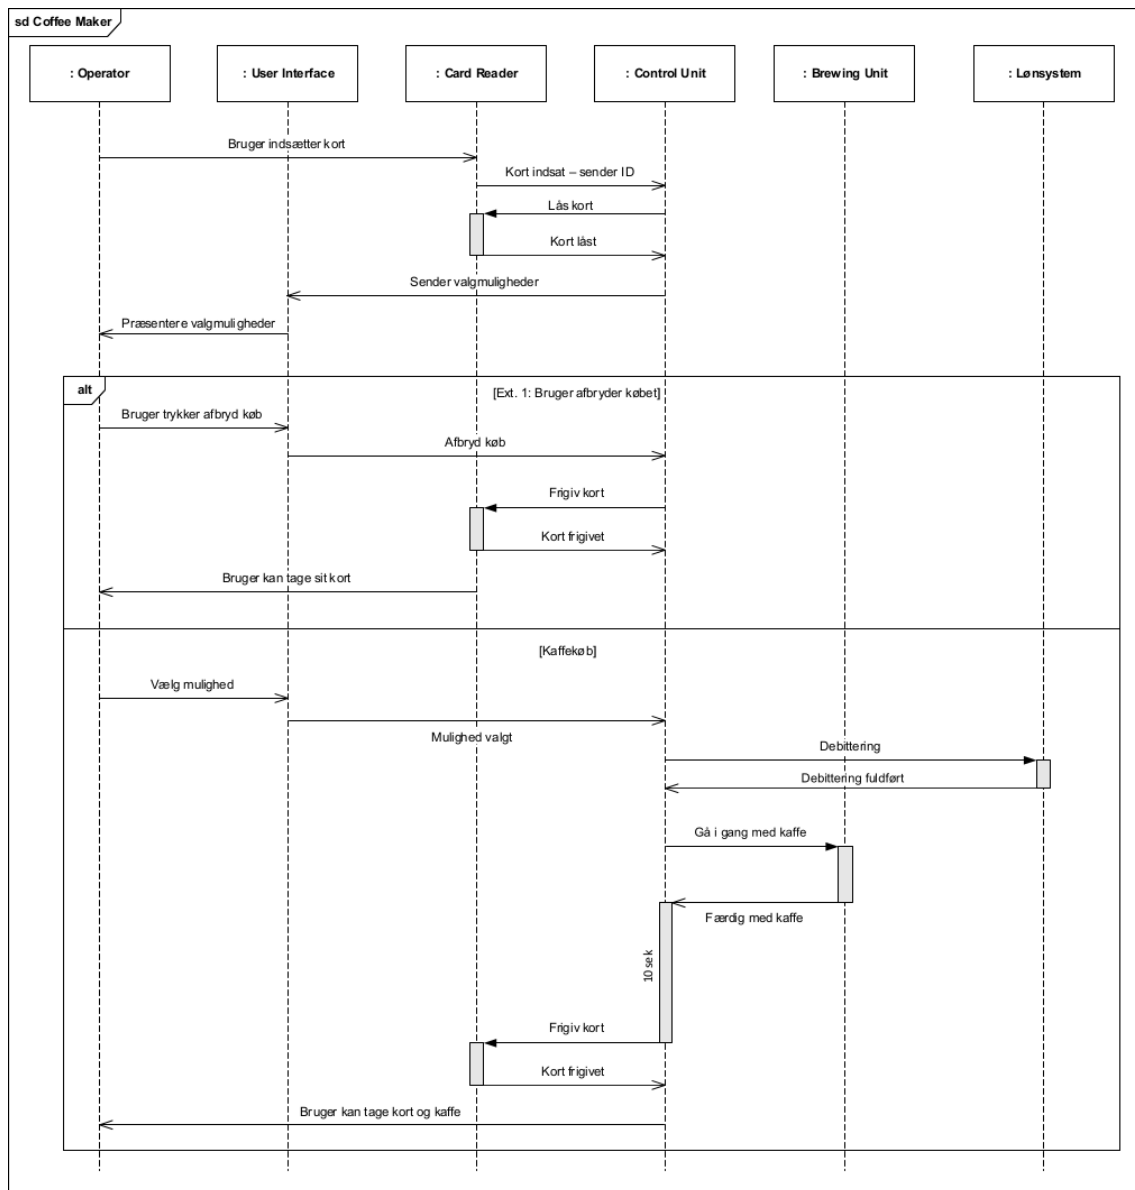 sd Coffee Maker
: Operator
: User Interface
: Card Reader
: Control Unit
: Brewing Unit
: Lønsystem
Bruger indsætter kort
Kort indsat – sender ID
Lås kort
Kort låst
Sender valgmuligheder
Præsentere valgmuligheder
alt
[Ext. 1: Bruger afbryder købet]
Bruger trykker afbryd køb
Afbryd køb
Frigiv kort
Kort frigivet
Bruger kan tage sit kort
[Kaffekøb]
Vælg mulighed
Mulighed valgt
Debittering
Debittering fuldført
Gå i gang med kaffe
Færdig med kaffe
10 sek
Frigiv kort
Kort frigivet
Bruger kan tage kort og kaffe